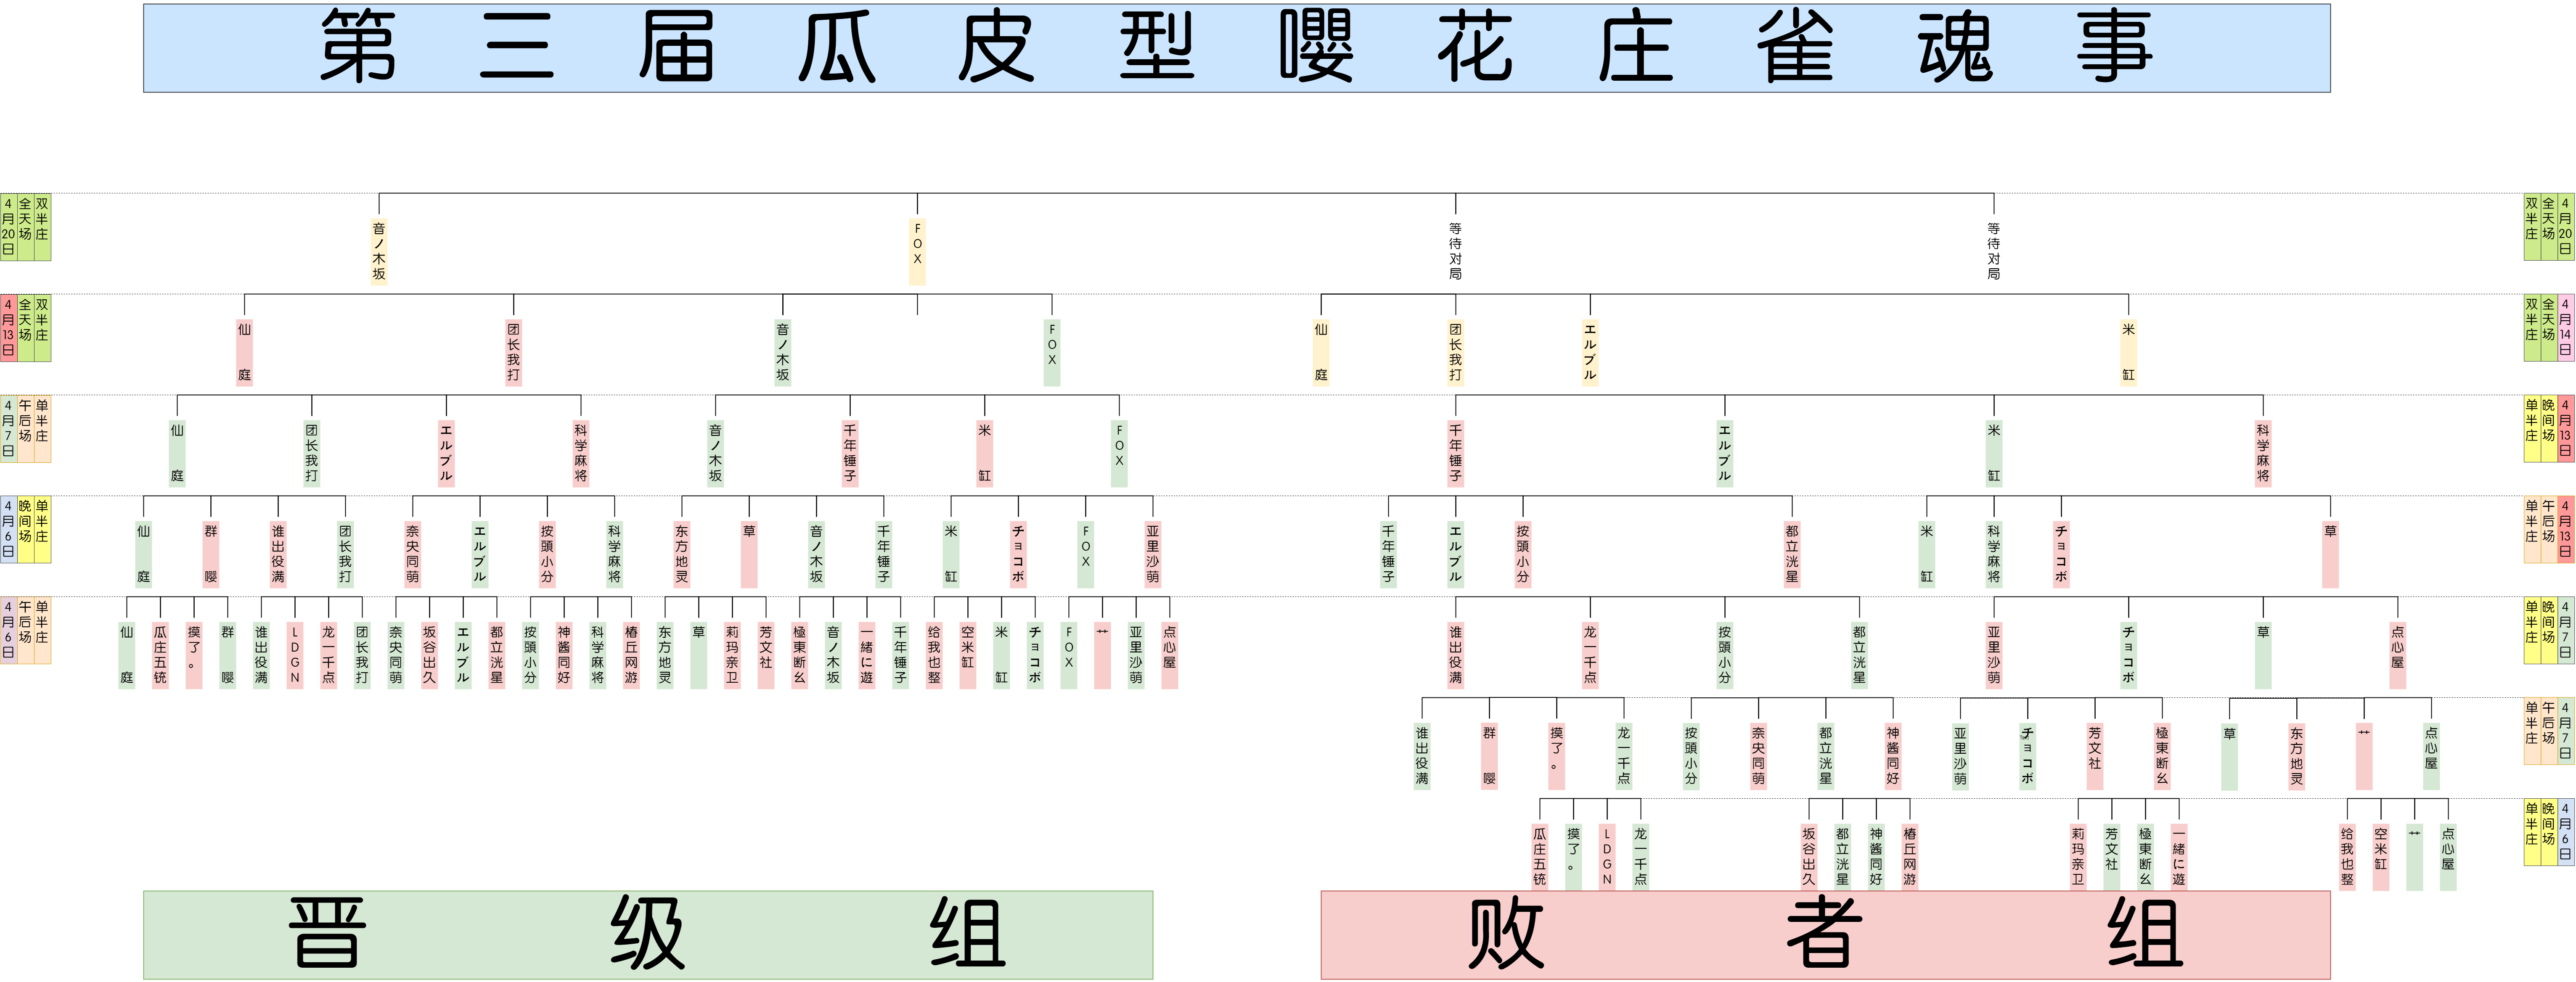 第三届瓜皮型嘤花庄雀魂事
4月20日 全天场 双半庄
音ノ木坂
FOX
等待对局
等待对局
双半庄 全天场 4月20日
4月13日 全天场 双半庄
仙庭
团长我打
音ノ木坂
FOX
仙庭
团长我打
エルブル
米缸
双半庄 全天场 4月14日
4月7日 午后场 单半庄
仙庭
团长我打
エルブル
科学麻将
音ノ木坂
千年锤子
米缸
FOX
千年锤子
エルブル
米缸
科学麻将
单半庄 晚间场 4月13日
4月6日 晚间场 单半庄
仙庭
群嘤
谁出役满
团长我打
奈央同萌
エルブル
按頭小分
科学麻将
东方地灵
草
音ノ木坂
千年锤子
米缸
チョコボ
FOX
亚里沙萌
千年锤子
エルブル
按頭小分
都立洸星
米缸
科学麻将
チョコボ
草
单半庄 午后场 4月13日
4月6日 午后场 单半庄
仙庭
瓜庄五铳
摸了。
群嘤
谁出役满
LDGN
龙一千点
团长我打
奈央同萌
坂谷出久
エルブル
都立洸星
按頭小分
神酱同好
科学麻将
椿丘网游
东方地灵
草
莉玛亲卫
芳文社
極東断幺
音ノ木坂
一緒に遊
千年锤子
给我也整
空米缸
米缸
チョコボ
FOX
艹
亚里沙萌
点心屋
谁出役满
龙一千点
按頭小分
都立洸星
亚里沙萌
チョコボ
草
点心屋
单半庄 晚间场 4月7日
谁出役满
群嘤
摸了。
龙一千点
按頭小分
奈央同萌
都立洸星
神酱同好
亚里沙萌
チョコボ
芳文社
極東断幺
草
东方地灵
艹
点心屋
单半庄 午后场 4月7日
瓜庄五铳
摸了。
LDGN
龙一千点
坂谷出久
都立洸星
神酱同好
椿丘网游
莉玛亲卫
芳文社
極東断幺
一緒に遊
给我也整
空米缸
艹
点心屋
单半庄 晚间场 4月6日
晋级组
败者组